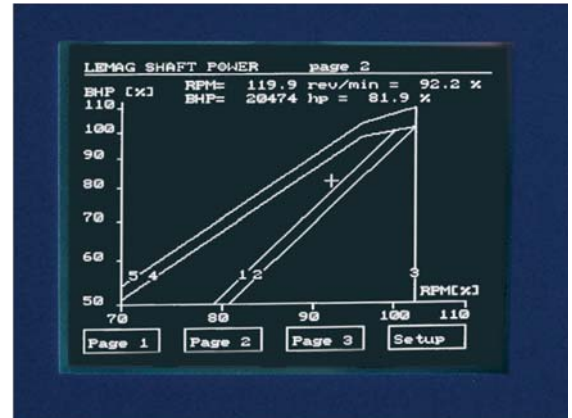 LEMAG SHAFT POWER page 2
RPM= 119.9 rev/min = 92.2 %
BHP= 20474 hp = 81.9 %
BHP [%]
110
100
90
80
70
60
50
5 4 1 2 3
RPM[%]
70 80 90 100 110
Page 1 Page 2 Page 3 Setup